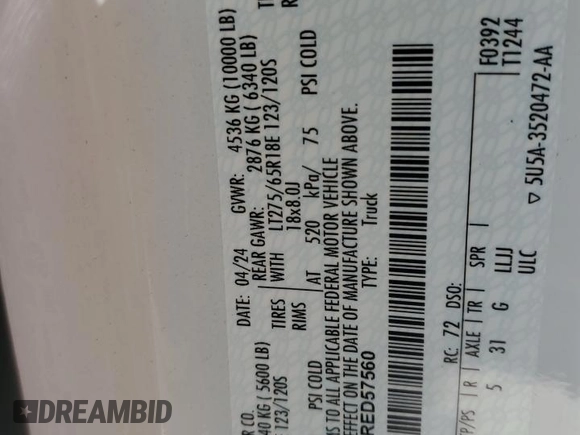 DATE: 04/24 GVWR: 4536 KG (10000 LB)
R CO. REAR GAWR: 2876 KG ( 6340 LB)
40 KG ( 5600 LB) TIRES WITH LT275/65R18E 123/120S
E 123/120S RIMS 18x8.0J
PSI COLD AT 520 kPa/ 75 PSI COLD
MS TO ALL APPLICABLE FEDERAL MOTOR VEHICLE
EFFECT ON THE DATE OF MANUFACTURE SHOWN ABOVE.
RED57560 TYPE: Truck
F0392
T1244
RC: 72 DSO:
P/PS R AXLE TR SPR
5 31 G LLJJ
ULC ▽ 5U5A-3520472-AA
DREAMBID